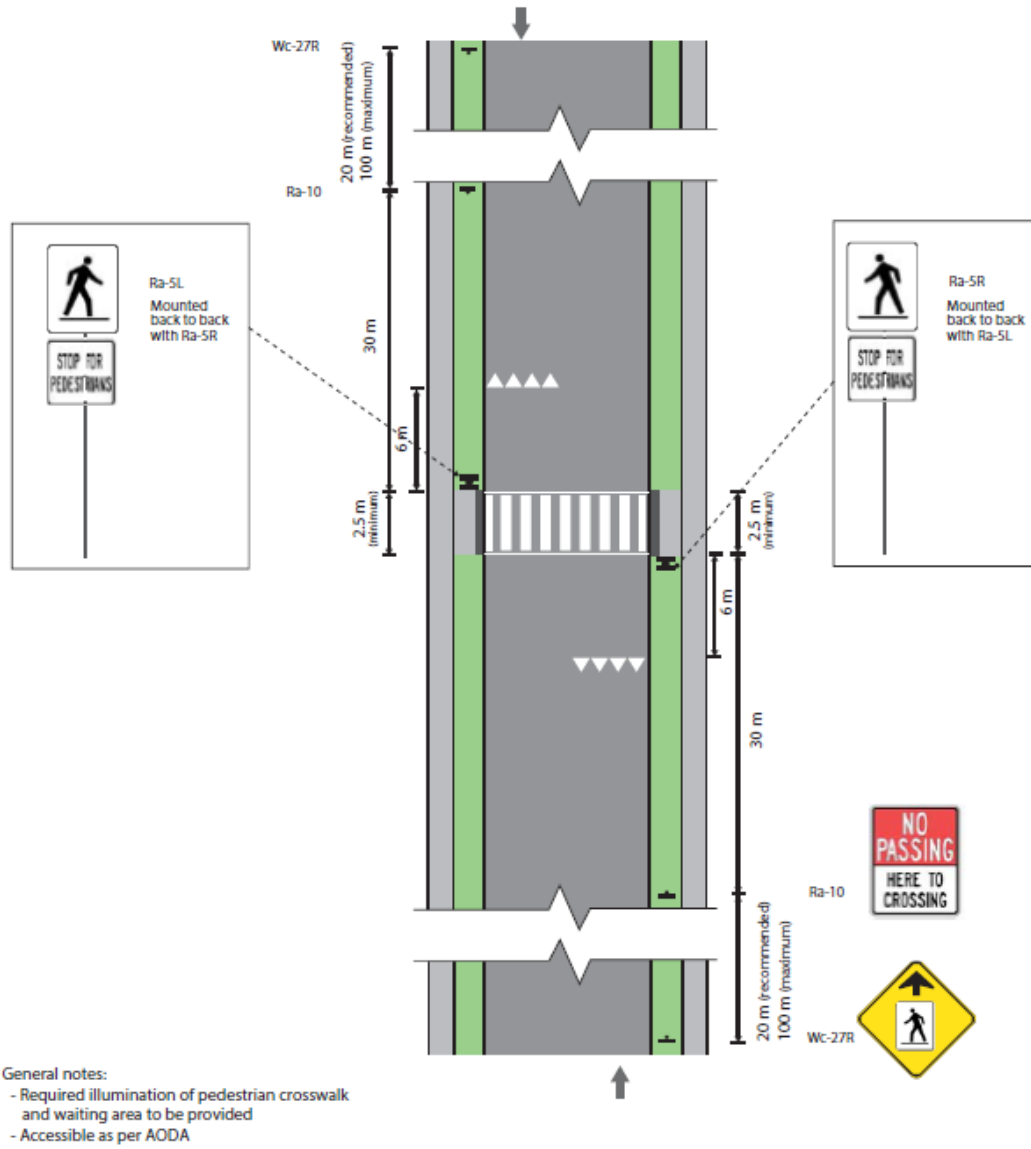 Wc-27R
20 m (recommended)
100 m (maximum)
Ra-10
Ra-5L
Mounted
back to back
with Ra-5R
STOP FOR
PEDESTRIANS
30 m
6 m
2.5 m
(minimum)
Ra-5R
Mounted
back to back
with Ra-5L
STOP FOR
PEDESTRIANS
2.5 m
(minimum)
6 m
30 m
Ra-10
NO
PASSING
HERE TO
CROSSING
20 m (recommended)
100 m (maximum)
Wc-27R
General notes:
- Required illumination of pedestrian crosswalk
and waiting area to be provided
- Accessible as per AODA